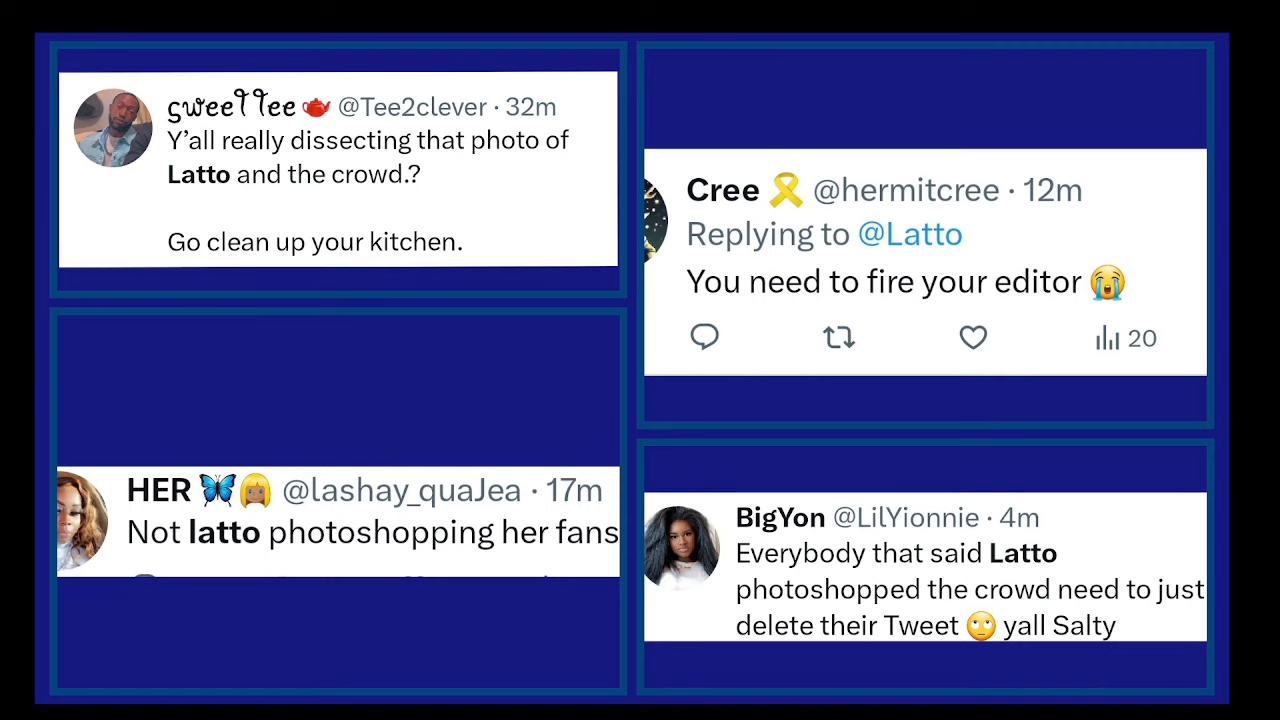 sweeT Tee 🫖 @Tee2clever · 32m
Y’all really dissecting that photo of
Latto and the crowd.?
Go clean up your kitchen.
Cree 🎗 @hermitcree · 12m
Replying to @Latto
You need to fire your editor 😭
20
HER 🦋👩🏽 @lashay_quaJea · 17m
Not latto photoshopping her fans
BigYon @LilYionnie · 4m
Everybody that said Latto
photoshopped the crowd need to just
delete their Tweet 🙄 yall Salty